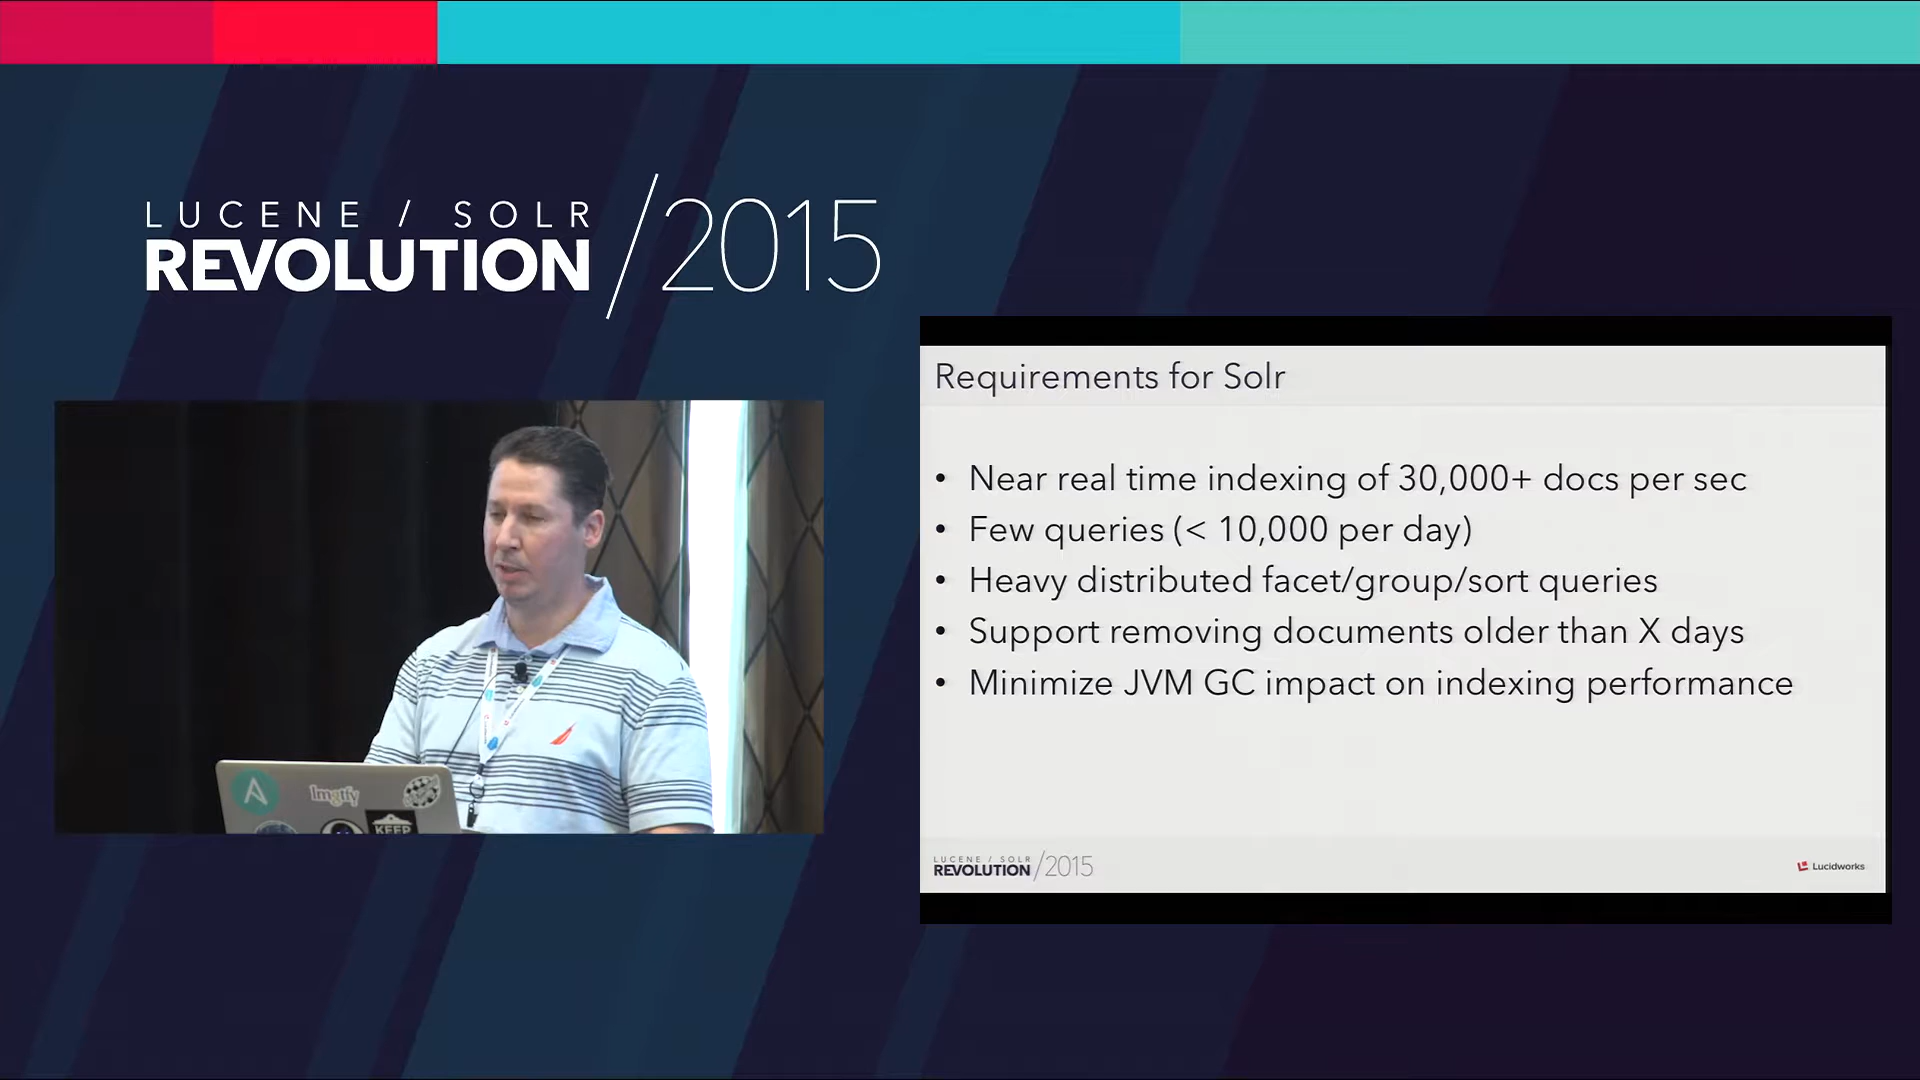 LUCENE / SOLR
REVOLUTION /2015
Requirements for Solr
• Near real time indexing of 30,000+ docs per sec
• Few queries (< 10,000 per day)
• Heavy distributed facet/group/sort queries
• Support removing documents older than X days
• Minimize JVM GC impact on indexing performance
lmgtfy
KEEP
LUCENE / SOLR
REVOLUTION /2015
Lucidworks